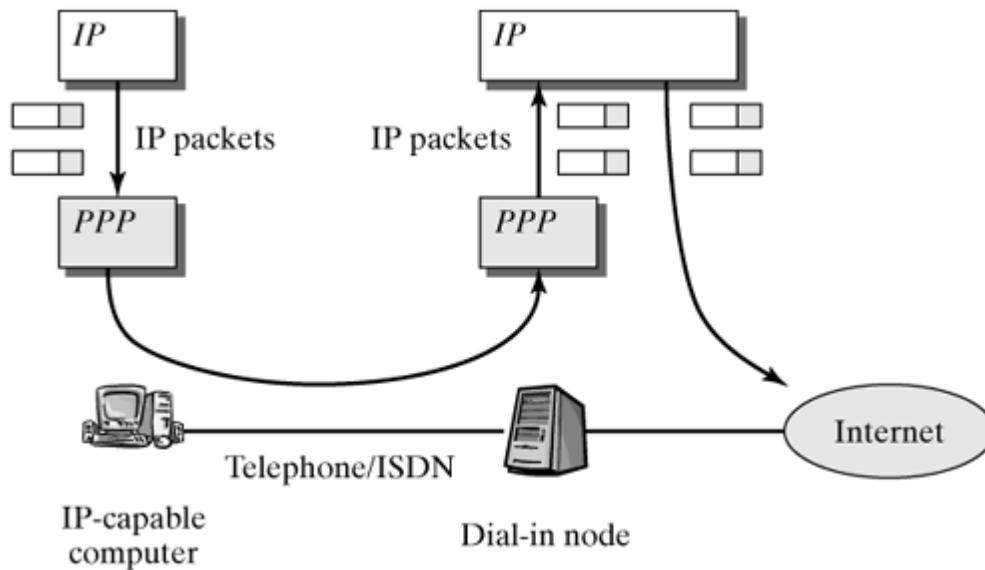 IP
IP
IP packets
IP packets
PPP
PPP
Internet
Telephone/ISDN
IP-capable
computer
Dial-in node